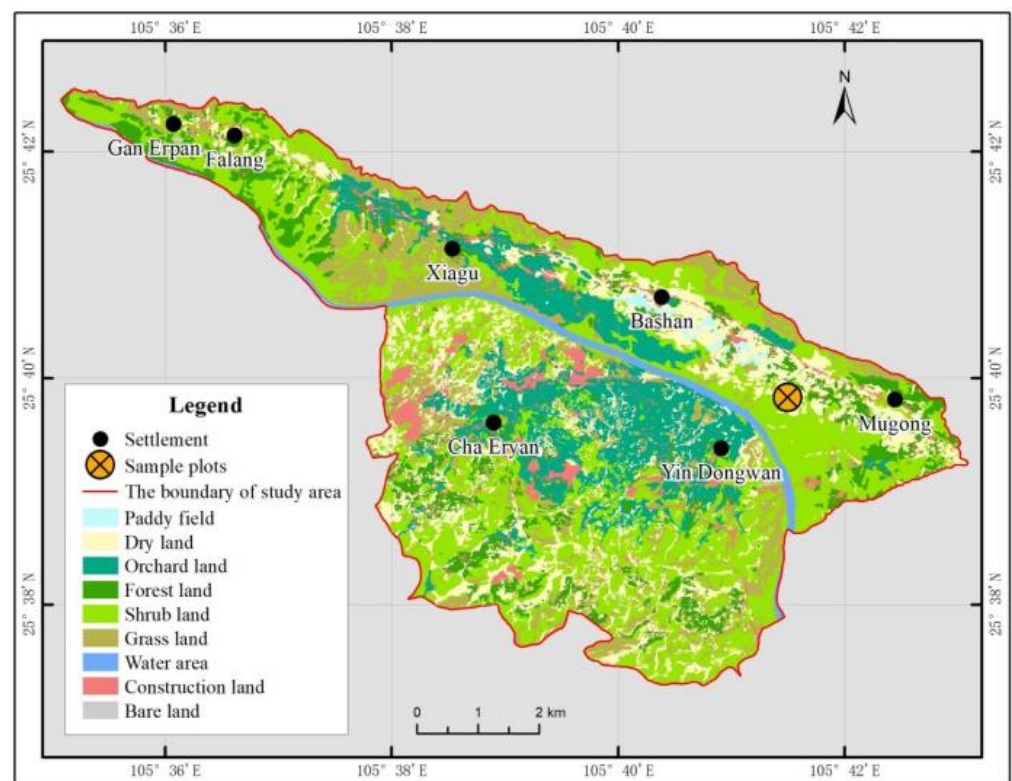 105° 36′ E
105° 38′ E
105° 40′ E
105° 42′ E
N
25° 42′ N
25° 42′ N
Gan Erpan
Falang
Xiagu
Bashan
25° 40′ N
25° 40′ N
Mugong
Cha Eryan
Yin Dongwan
25° 38′ N
25° 38′ N
Legend
Settlement
Sample plots
The boundary of study area
Paddy field
Dry land
Orchard land
Forest land
Shrub land
Grass land
Water area
Construction land
Bare land
0 1 2 km
105° 36′ E
105° 38′ E
105° 40′ E
105° 42′ E